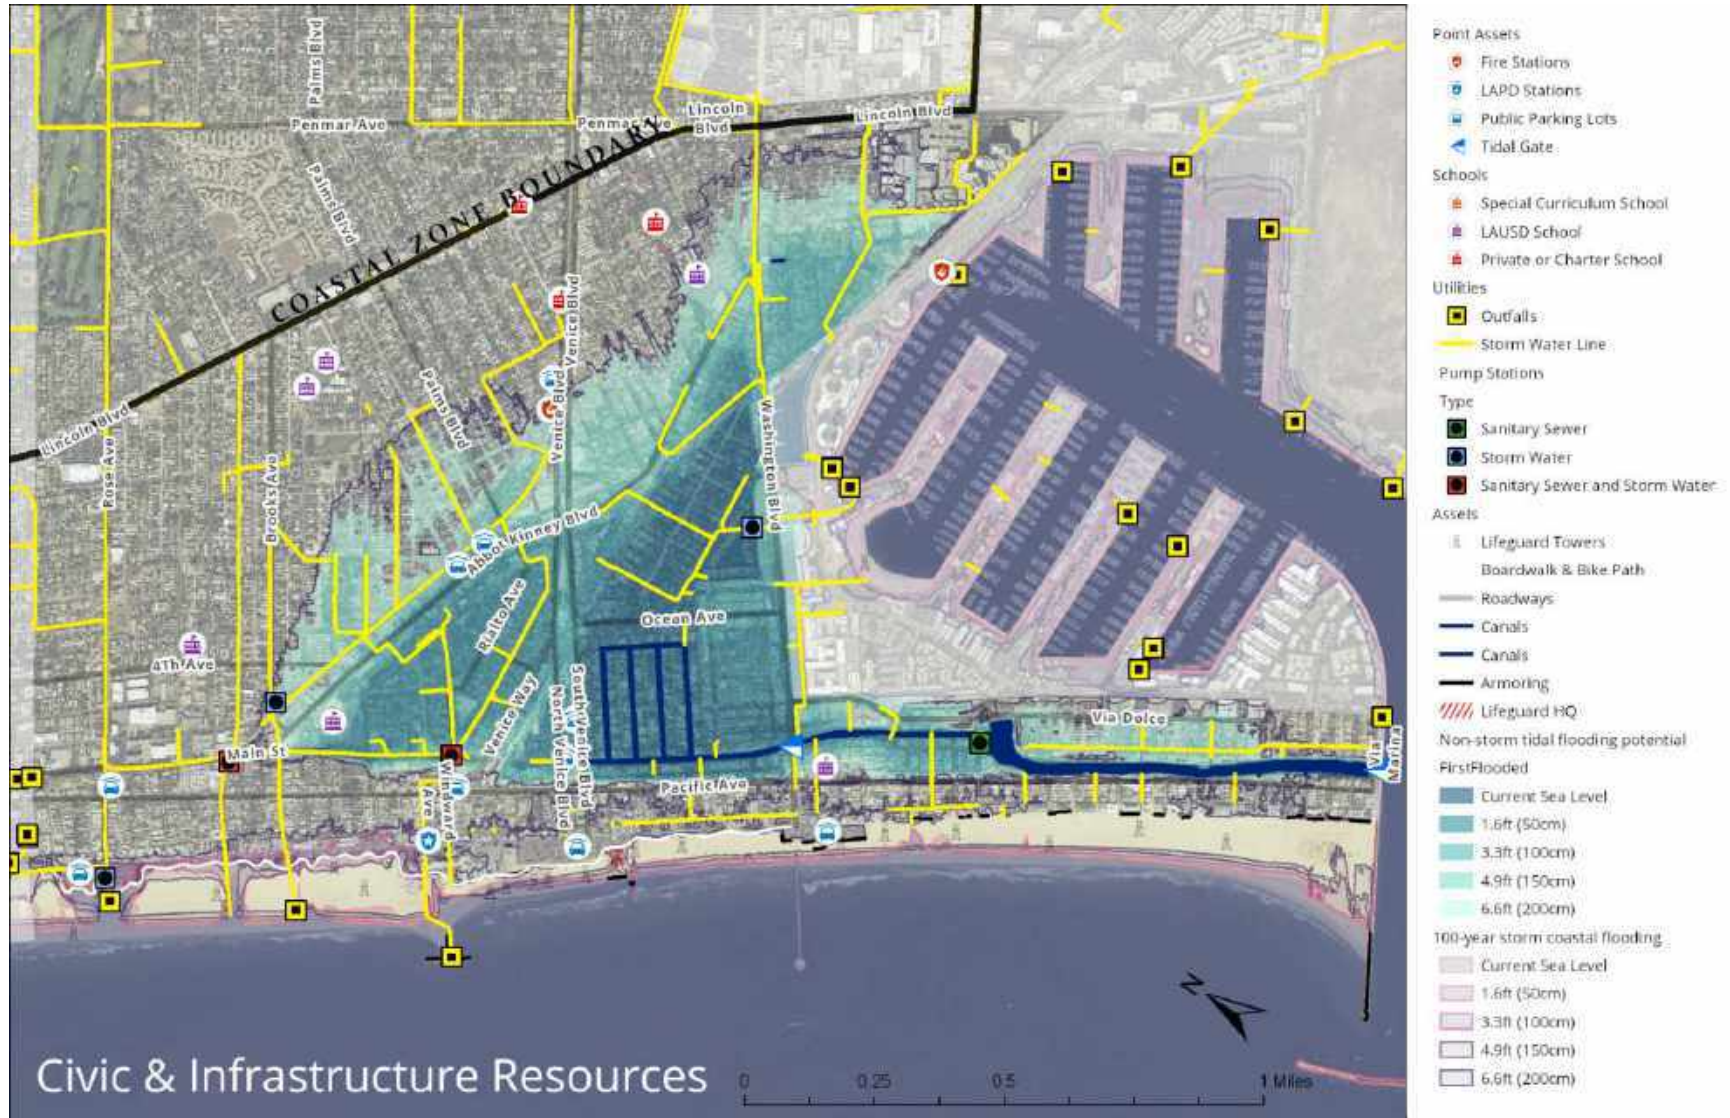 Palms Blvd
Penmar Ave
Penmar Ave
Lincoln
Blvd
Lincoln Blvd
COASTAL ZONE BOUNDARY
Palms Blvd
Venice Blvd
Lincoln Blvd
Palms Blvd
Venice Blvd
Washington Blvd
Rose Ave
Brooks Ave
Abbot Kinney Blvd
Rialto Ave
Ocean Ave
4Th Ave
Venice Way
South Venice Blvd
North Venice Blvd
Via Dolce
Via
Marina
Main St
Windward
Ave
Pacific Ave
N
Civic & Infrastructure Resources
0 0.25 0.5 1 Miles
Point Assets
Fire Stations
LAPD Stations
Public Parking Lots
Tidal Gate
Schools
Special Curriculum School
LAUSD School
Private or Charter School
Utilities
Outfalls
Storm Water Line
Pump Stations
Type
Sanitary Sewer
Storm Water
Sanitary Sewer and Storm Water
Assets
Lifeguard Towers
Boardwalk & Bike Path
Roadways
Canals
Canals
Armoring
Lifeguard HQ
Non-storm tidal flooding potential
FirstFlooded
Current Sea Level
1.6ft (50cm)
3.3ft (100cm)
4.9ft (150cm)
6.6ft (200cm)
100-year storm coastal flooding
Current Sea Level
1.6ft (50cm)
3.3ft (100cm)
4.9ft (150cm)
6.6ft (200cm)